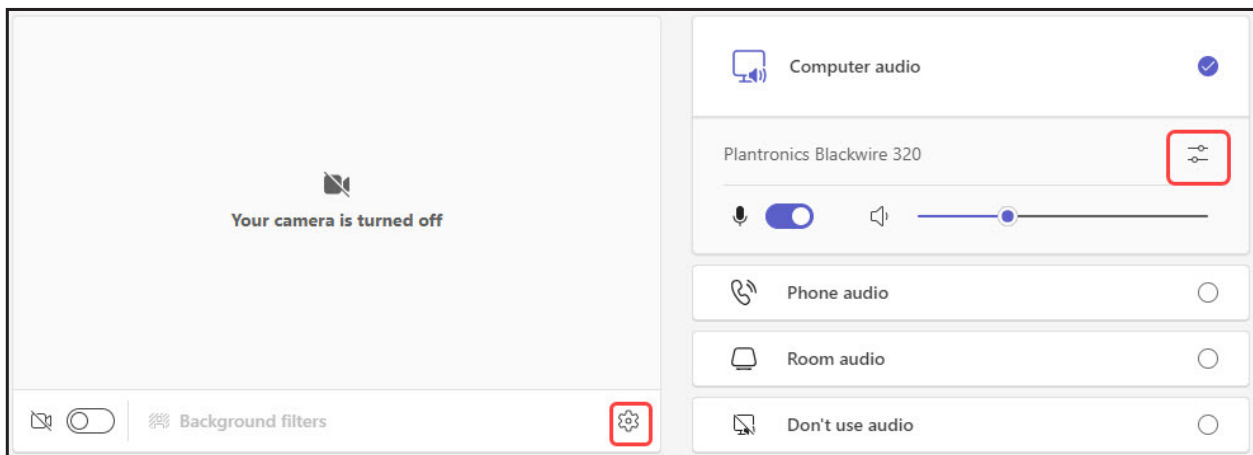 Your camera is turned off
Background filters
Computer audio
Plantronics Blackwire 320
Phone audio
Room audio
Don't use audio